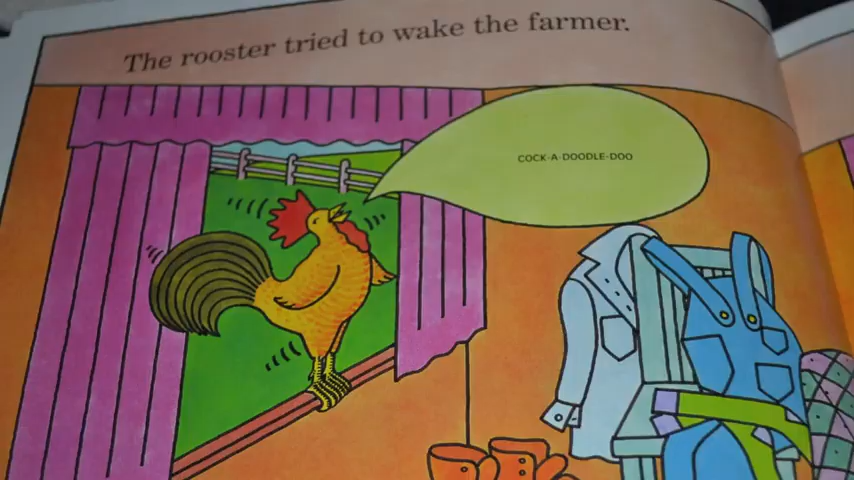 The rooster tried to wake the farmer.
COCK-A-DOODLE-DOO